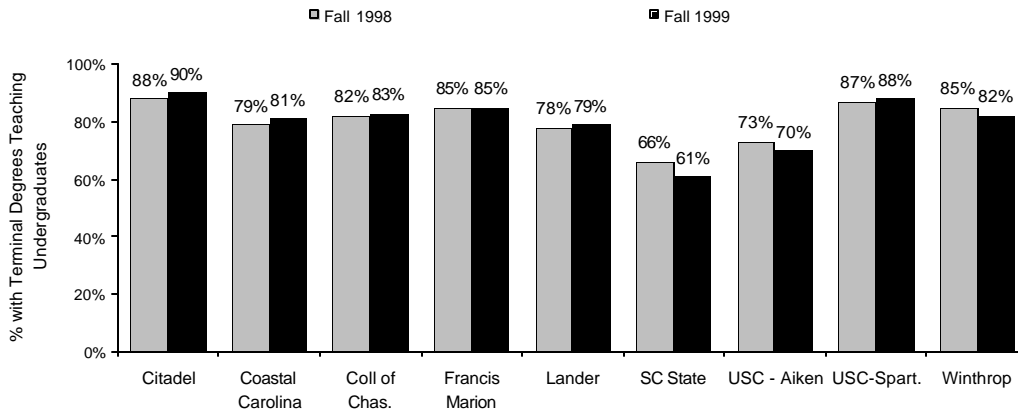 Fall 1998 Fall 1999
% with Terminal Degrees Teaching
Undergraduates
100%
80%
60%
40%
20%
0%
88% 90%
79% 81%
82% 83%
85% 85%
78% 79%
66% 61%
73% 70%
87% 88%
85% 82%
Citadel
Coastal
Carolina
Coll of
Chas.
Francis
Marion
Lander
SC State
USC - Aiken
USC-Spart.
Winthrop